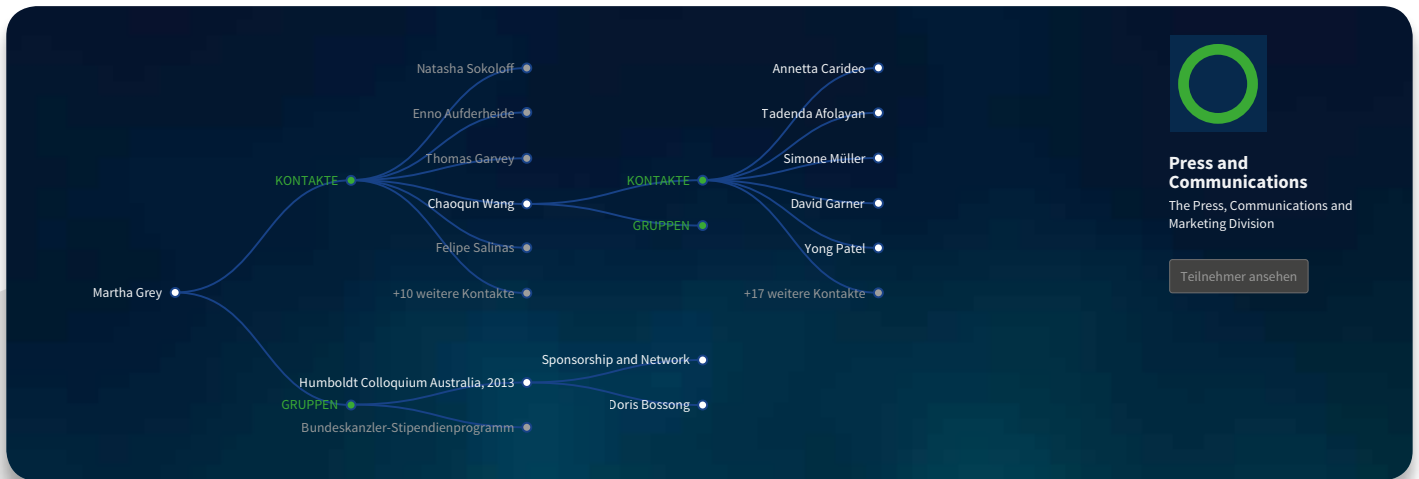 Natasha Sokoloff
Annetta Carideo
Enno Aufderheide
Tadenda Afolayan
Thomas Garvey
Simone Müller
Press and
Communications
KONTAKTE
KONTAKTE
Chaoqun Wang
David Garner
The Press, Communications and
Marketing Division
GRUPPEN
Felipe Salinas
Yong Patel
Teilnehmer ansehen
Martha Grey
+10 weitere Kontakte
+17 weitere Kontakte
Sponsorship and Network
Humboldt Colloquium Australia, 2013
GRUPPEN
Doris Bossong
Bundeskanzler-Stipendienprogramm